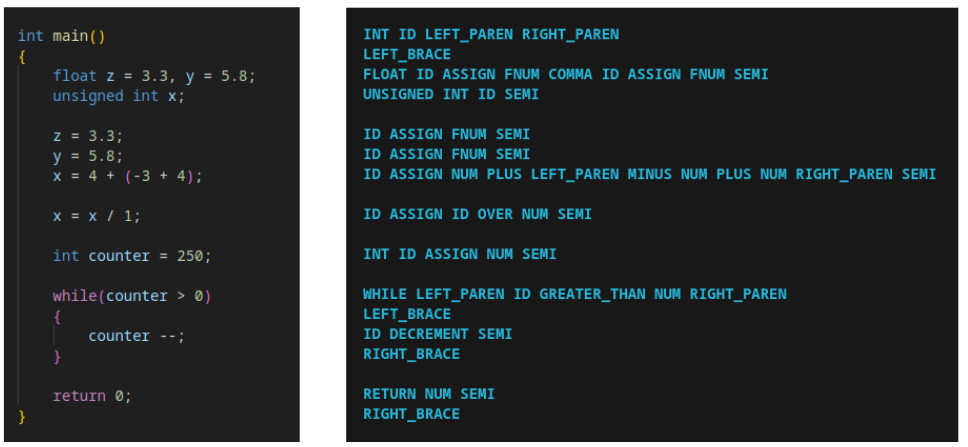 int main()
{
    float z = 3.3, y = 5.8;
    unsigned int x;
    z = 3.3;
    y = 5.8;
    x = 4 + (-3 + 4);
    x = x / 1;
    int counter = 250;
    while(counter > 0)
    {
        counter --;
    }
    return 0;
}
INT ID LEFT_PAREN RIGHT_PAREN
LEFT_BRACE
FLOAT ID ASSIGN FNUM COMMA ID ASSIGN FNUM SEMI
UNSIGNED INT ID SEMI
ID ASSIGN FNUM SEMI
ID ASSIGN FNUM SEMI
ID ASSIGN NUM PLUS LEFT_PAREN MINUS NUM PLUS NUM RIGHT_PAREN SEMI
ID ASSIGN ID OVER NUM SEMI
INT ID ASSIGN NUM SEMI
WHILE LEFT_PAREN ID GREATER_THAN NUM RIGHT_PAREN
LEFT_BRACE
ID DECREMENT SEMI
RIGHT_BRACE
RETURN NUM SEMI
RIGHT_BRACE